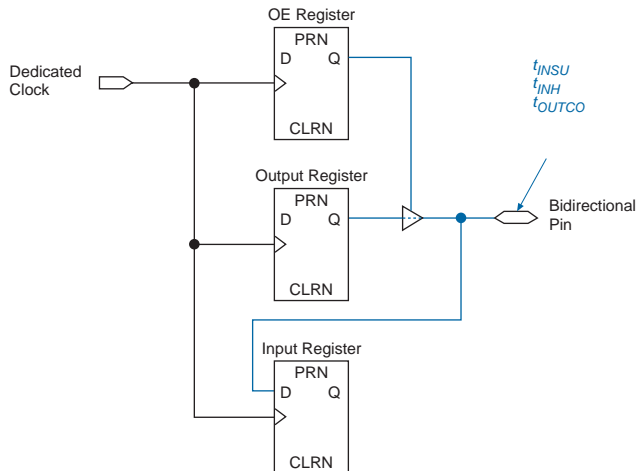 OE Register
PRN
D Q
CLRN
Dedicated
Clock
tINSU
tINH
tOUTCO
Output Register
PRN
D Q
CLRN
Bidirectional
Pin
Input Register
PRN
D Q
CLRN